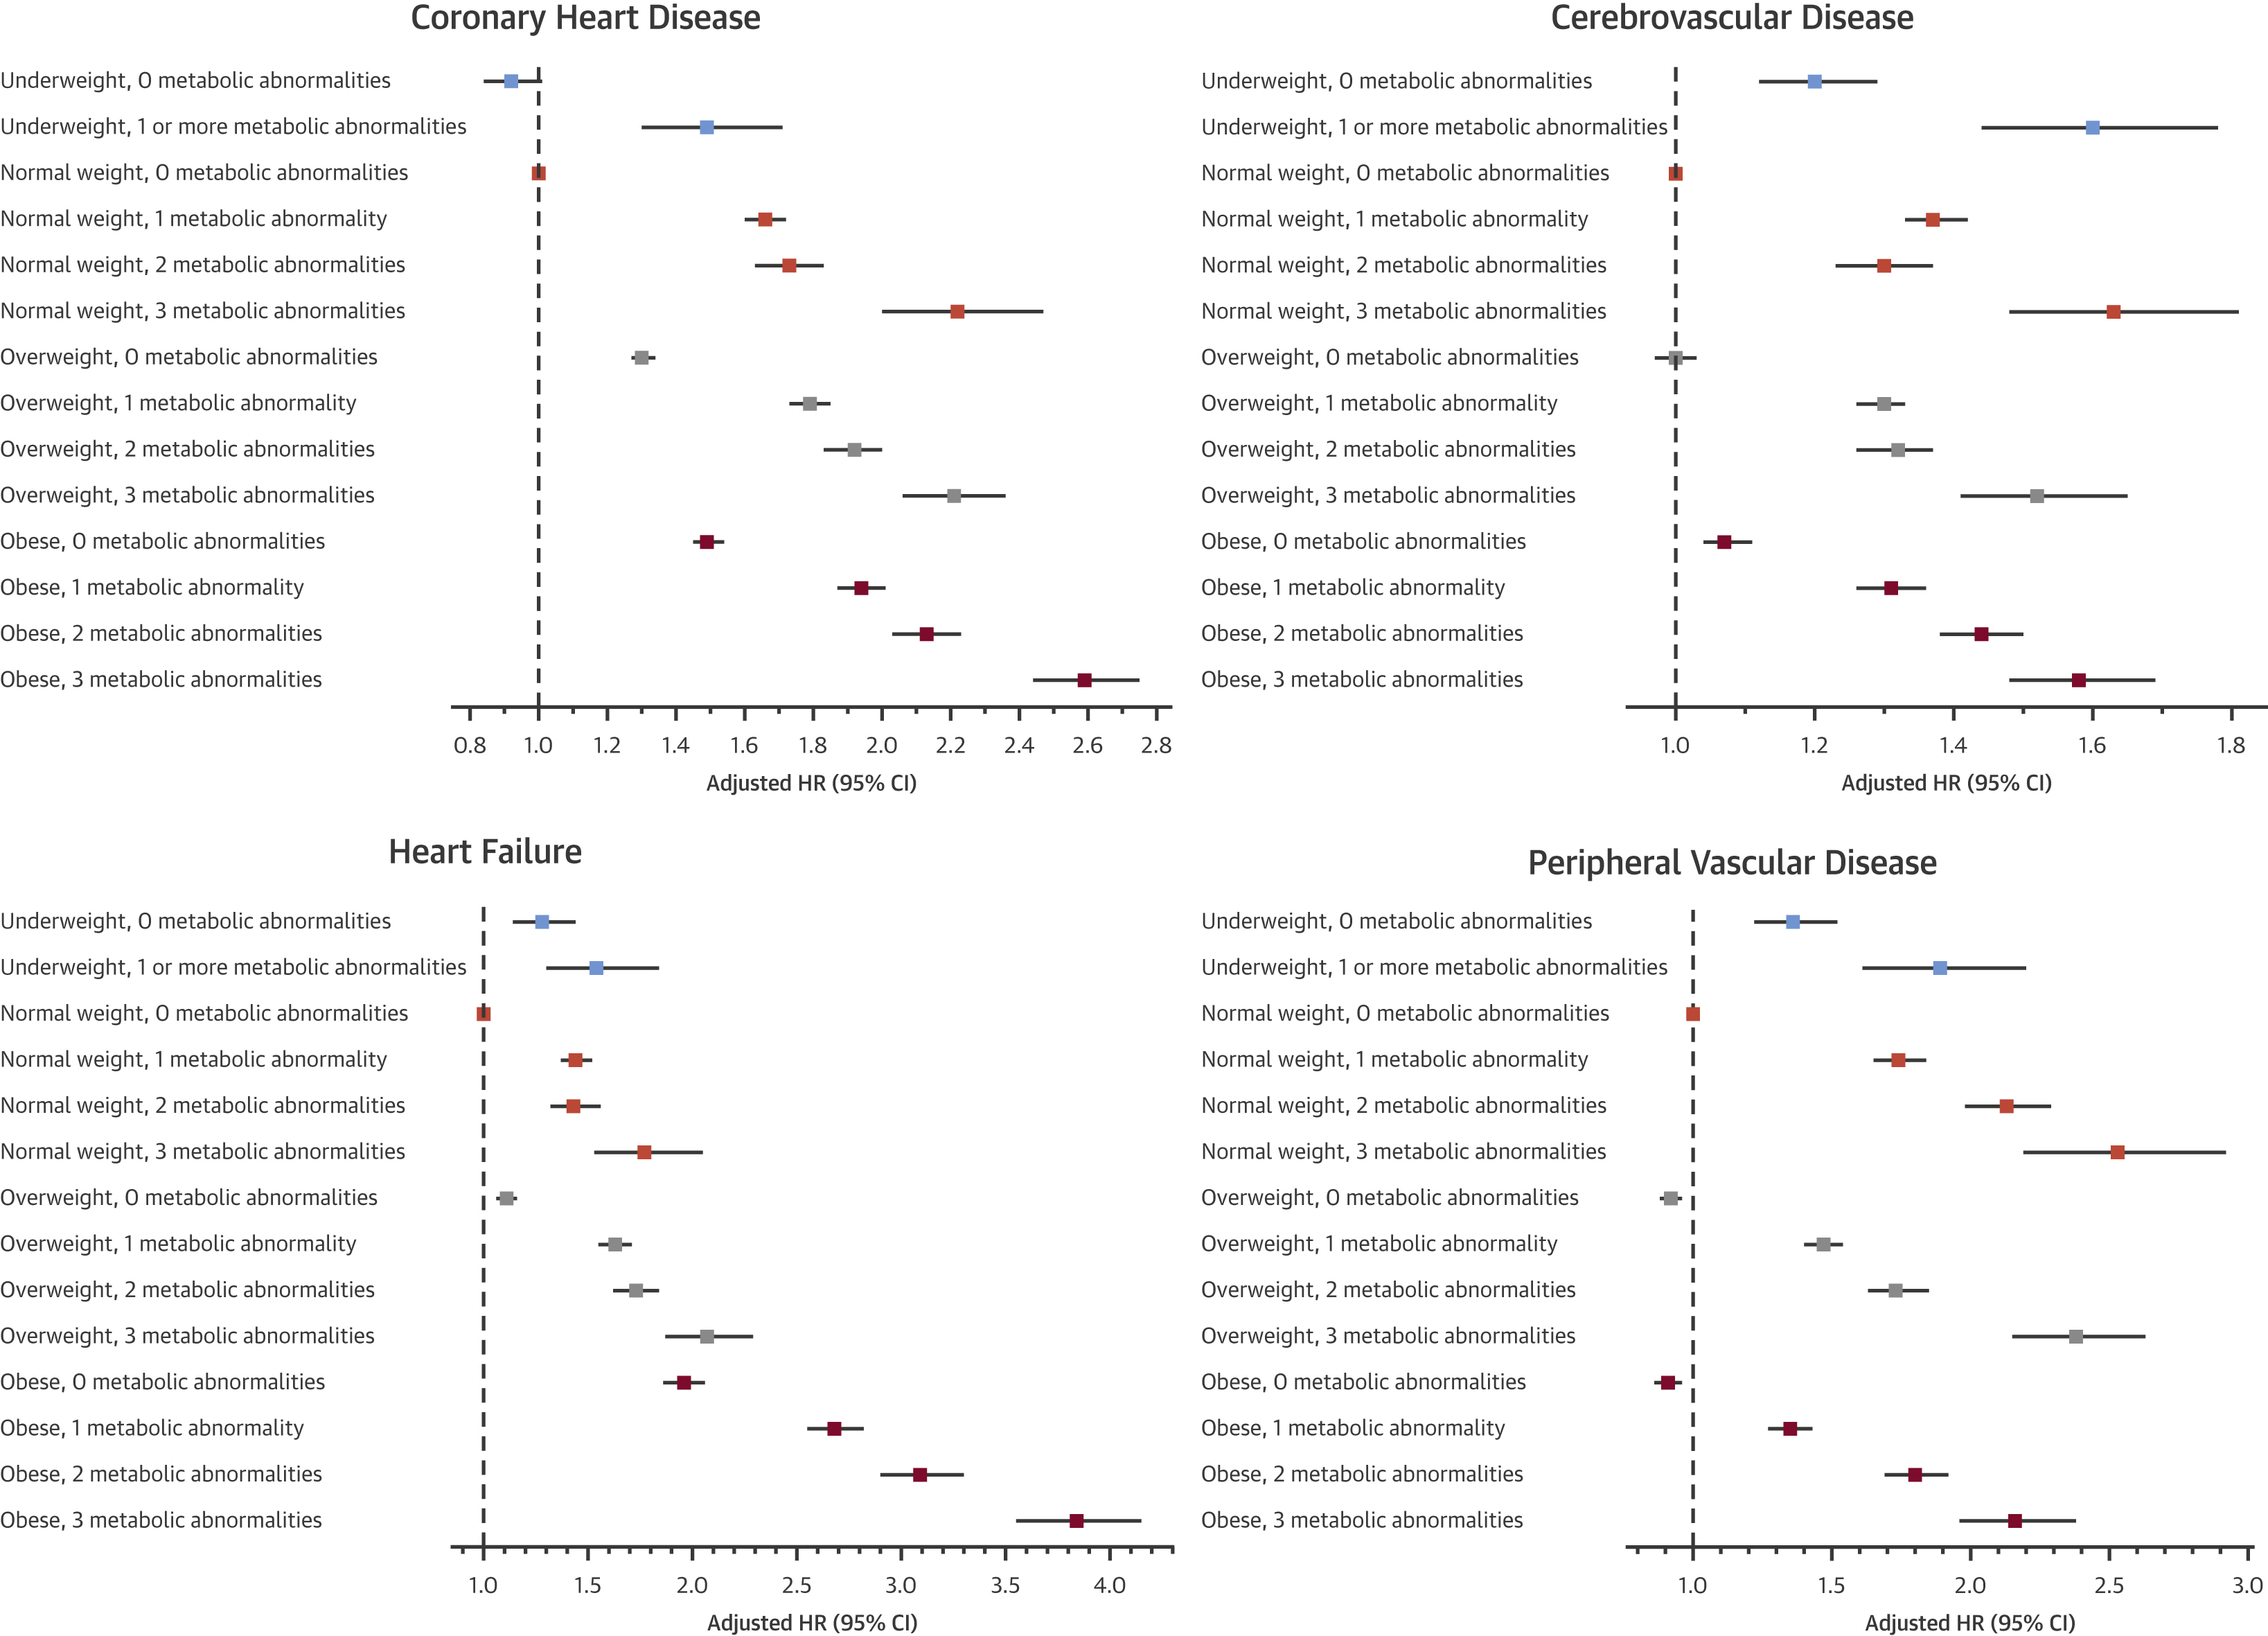 Coronary Heart Disease
Underweight, 0 metabolic abnormalities
Underweight, 1 or more metabolic abnormalities
Normal weight, 0 metabolic abnormalities
Normal weight, 1 metabolic abnormality
Normal weight, 2 metabolic abnormalities
Normal weight, 3 metabolic abnormalities
Overweight, 0 metabolic abnormalities
Overweight, 1 metabolic abnormality
Overweight, 2 metabolic abnormalities
Overweight, 3 metabolic abnormalities
Obese, 0 metabolic abnormalities
Obese, 1 metabolic abnormality
Obese, 2 metabolic abnormalities
Obese, 3 metabolic abnormalities
0.8 1.0 1.2 1.4 1.6 1.8 2.0 2.2 2.4 2.6 2.8
Adjusted HR (95% CI)
Cerebrovascular Disease
Underweight, 0 metabolic abnormalities
Underweight, 1 or more metabolic abnormalities
Normal weight, 0 metabolic abnormalities
Normal weight, 1 metabolic abnormality
Normal weight, 2 metabolic abnormalities
Normal weight, 3 metabolic abnormalities
Overweight, 0 metabolic abnormalities
Overweight, 1 metabolic abnormality
Overweight, 2 metabolic abnormalities
Overweight, 3 metabolic abnormalities
Obese, 0 metabolic abnormalities
Obese, 1 metabolic abnormality
Obese, 2 metabolic abnormalities
Obese, 3 metabolic abnormalities
1.0 1.2 1.4 1.6 1.8
Adjusted HR (95% CI)
Heart Failure
Underweight, 0 metabolic abnormalities
Underweight, 1 or more metabolic abnormalities
Normal weight, 0 metabolic abnormalities
Normal weight, 1 metabolic abnormality
Normal weight, 2 metabolic abnormalities
Normal weight, 3 metabolic abnormalities
Overweight, 0 metabolic abnormalities
Overweight, 1 metabolic abnormality
Overweight, 2 metabolic abnormalities
Overweight, 3 metabolic abnormalities
Obese, 0 metabolic abnormalities
Obese, 1 metabolic abnormality
Obese, 2 metabolic abnormalities
Obese, 3 metabolic abnormalities
1.0 1.5 2.0 2.5 3.0 3.5 4.0
Adjusted HR (95% CI)
Peripheral Vascular Disease
Underweight, 0 metabolic abnormalities
Underweight, 1 or more metabolic abnormalities
Normal weight, 0 metabolic abnormalities
Normal weight, 1 metabolic abnormality
Normal weight, 2 metabolic abnormalities
Normal weight, 3 metabolic abnormalities
Overweight, 0 metabolic abnormalities
Overweight, 1 metabolic abnormality
Overweight, 2 metabolic abnormalities
Overweight, 3 metabolic abnormalities
Obese, 0 metabolic abnormalities
Obese, 1 metabolic abnormality
Obese, 2 metabolic abnormalities
Obese, 3 metabolic abnormalities
1.0 1.5 2.0 2.5 3.0
Adjusted HR (95% CI)